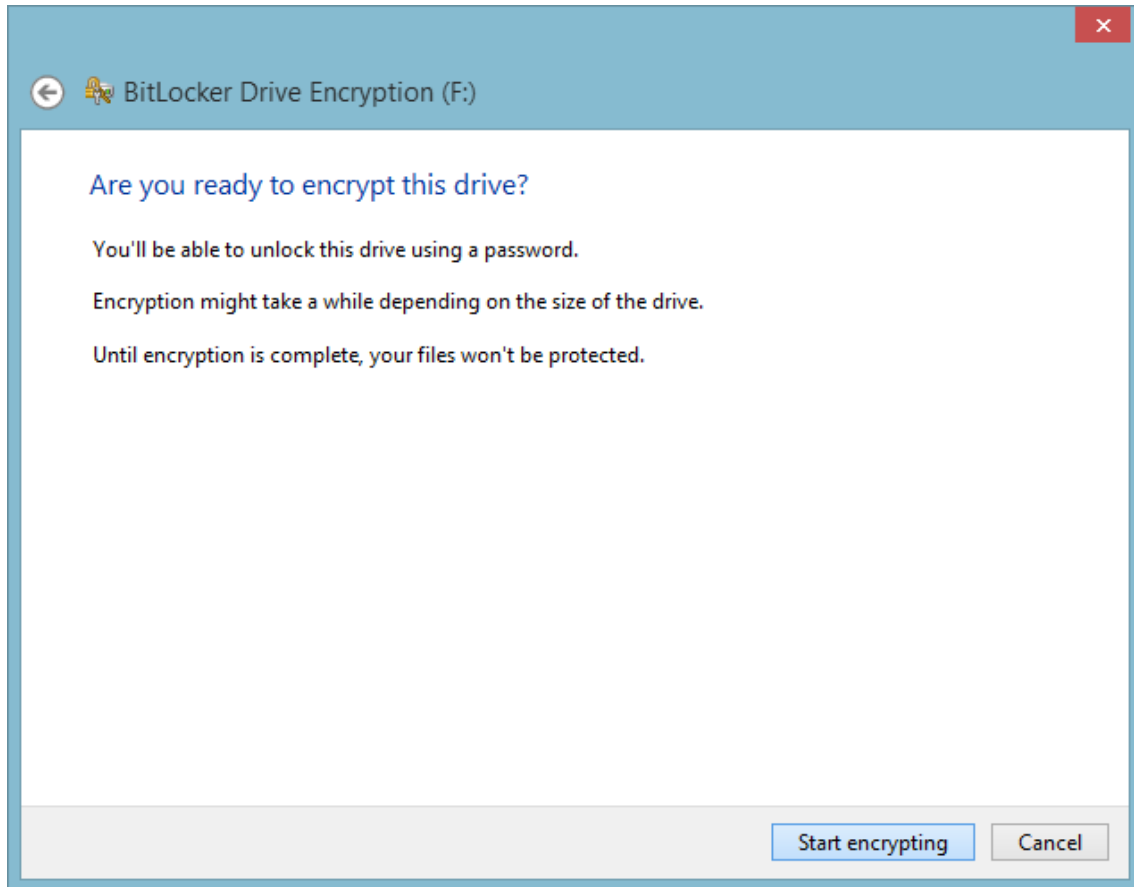 BitLocker Drive Encryption (F:)
Are you ready to encrypt this drive?
You'll be able to unlock this drive using a password.
Encryption might take a while depending on the size of the drive.
Until encryption is complete, your files won't be protected.
Start encrypting
Cancel